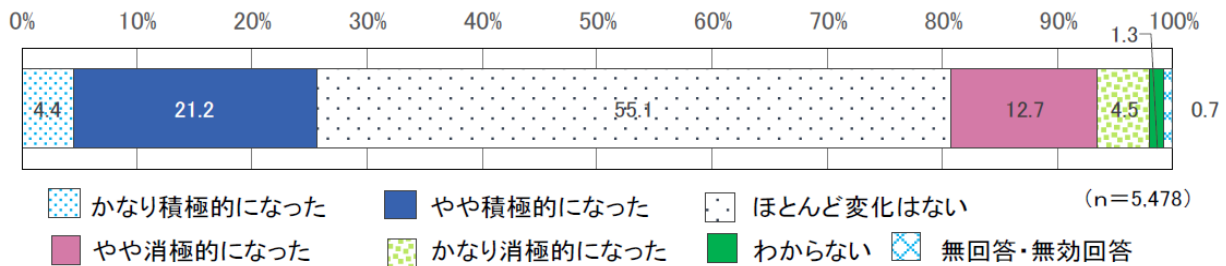 0% 10% 20% 30% 40% 50% 60% 70% 80% 90% 100%
1.3
4.4 21.2 55.1 12.7 4.5 0.7
かなり積極的になった やや積極的になった ほとんど変化はない (n=5,478)
やや消極的になった かなり消極的になった わからない 無回答・無効回答